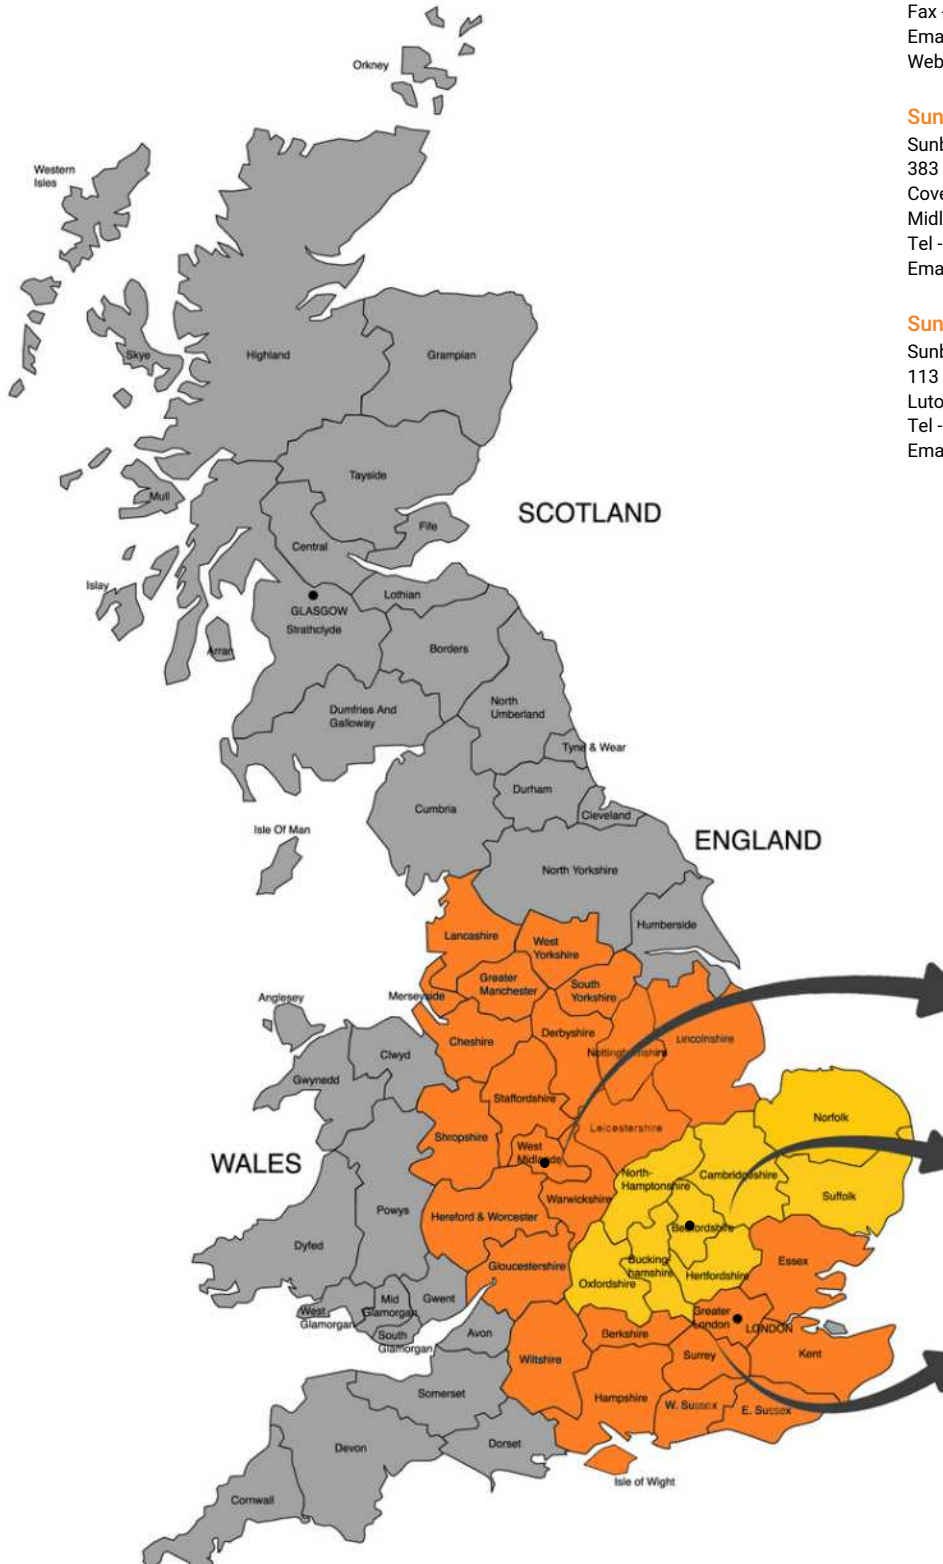 Fax -
Ema
Web
Orkney
Sun
Sunb
383
Cove
Midl
Tel -
Ema
Western
Isles
Sun
Sunb
113
Luto
Tel -
Ema
Skye
Highland
Grampian
Tayside
Mull
SCOTLAND
Fife
Central
Islay
Lothian
GLASGOW
Strathclyde
Arran
Borders
North
Umberland
Dumfries And
Galloway
Tyne & Wear
Durham
Cumbria
Cleveland
Isle Of Man
ENGLAND
North Yorkshire
Humberside
Lancashire
West
Yorkshire
Greater
Manchester
South
Yorkshire
Merseyside
Anglesey
Derbyshire
Cheshire
Lincolnshire
Nottinghamshire
Clwyd
Gwynedd
Staffordshire
Norfolk
Leicestershire
Shropshire
West
Midlands
WALES
North-
Hamptonshire
Cambridgeshire
Suffolk
Warwickshire
Powys
Hereford & Worcester
Bedfordshire
Dyfed
Gloucestershire
Bucking
hamshire
Essex
Hertfordshire
Oxfordshire
Mid
Glamorgan
Gwent
West
Glamorgan
Greater
London
LONDON
South
Glamorgan
Avon
Berkshire
Surrey
Kent
Wiltshire
Somerset
Hampshire
W. Sussex
E. Sussex
Devon
Dorset
Isle of Wight
Cornwall